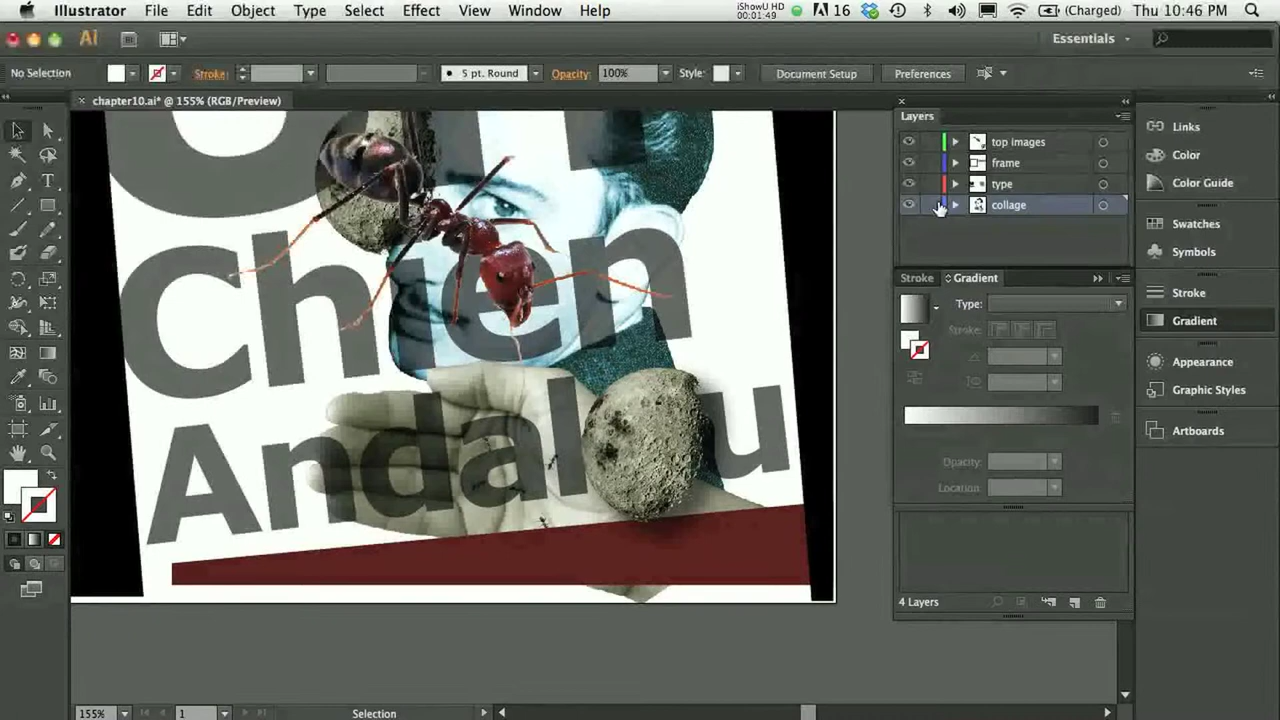 Illustrator File Edit Object Type Select Effect View Window Help iShowU HD 00:01:49 16 (Charged) Thu 10:46 PM
Ai Essentials
No Selection Stroke: 5 pt. Round Opacity: 100% Style: Document Setup Preferences
× chapter10.ai* @ 155% (RGB/Preview)
Layers
top images
frame
type
collage
4 Layers
Stroke Gradient
Type:
Stroke:
Opacity:
Location:
Links
Color
Color Guide
Swatches
Symbols
Stroke
Gradient
Appearance
Graphic Styles
Artboards
Chien
Andalou
155% 1 Selection